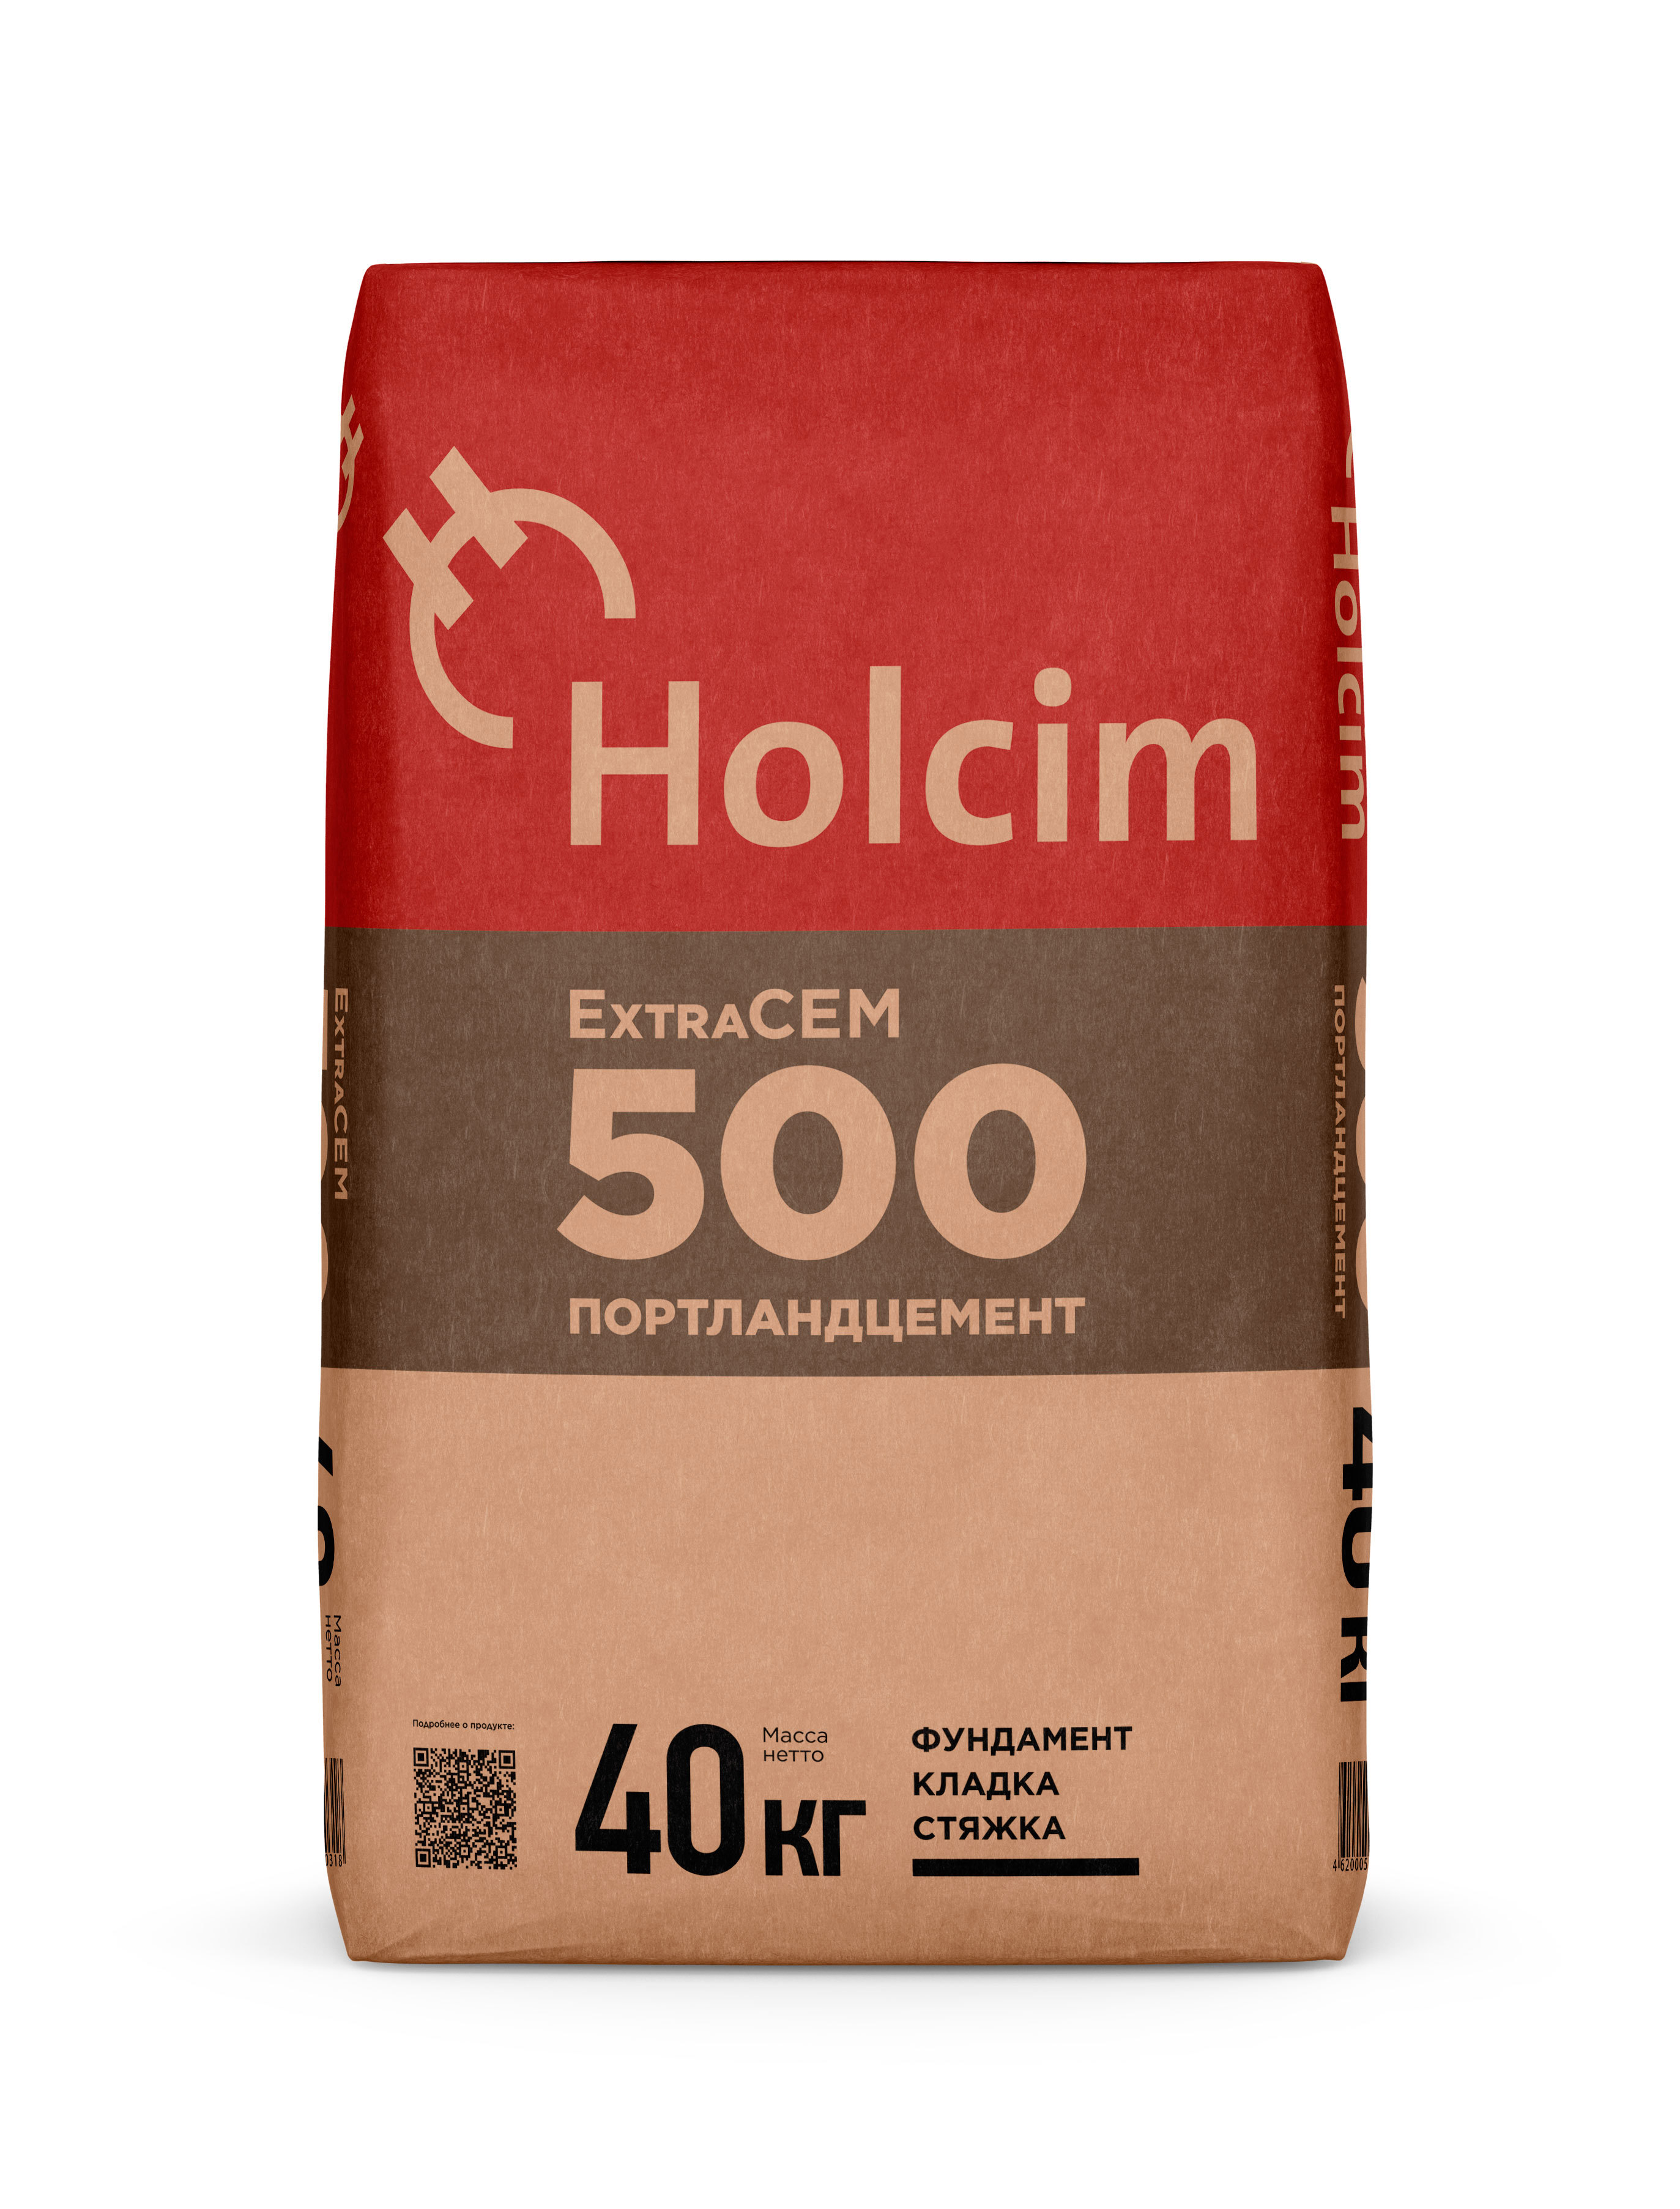 Holcim
ExtraCEM
500
ПОРТЛАНДЦЕМЕНТ
Подробнее о продукте:
40 кг
Масса
нетто
ФУНДАМЕНТ
КЛАДКА
СТЯЖКА
ExtraCEM
Масса
нетто
Holcim
ПОРТЛАНДЦЕМЕНТ
40 кг